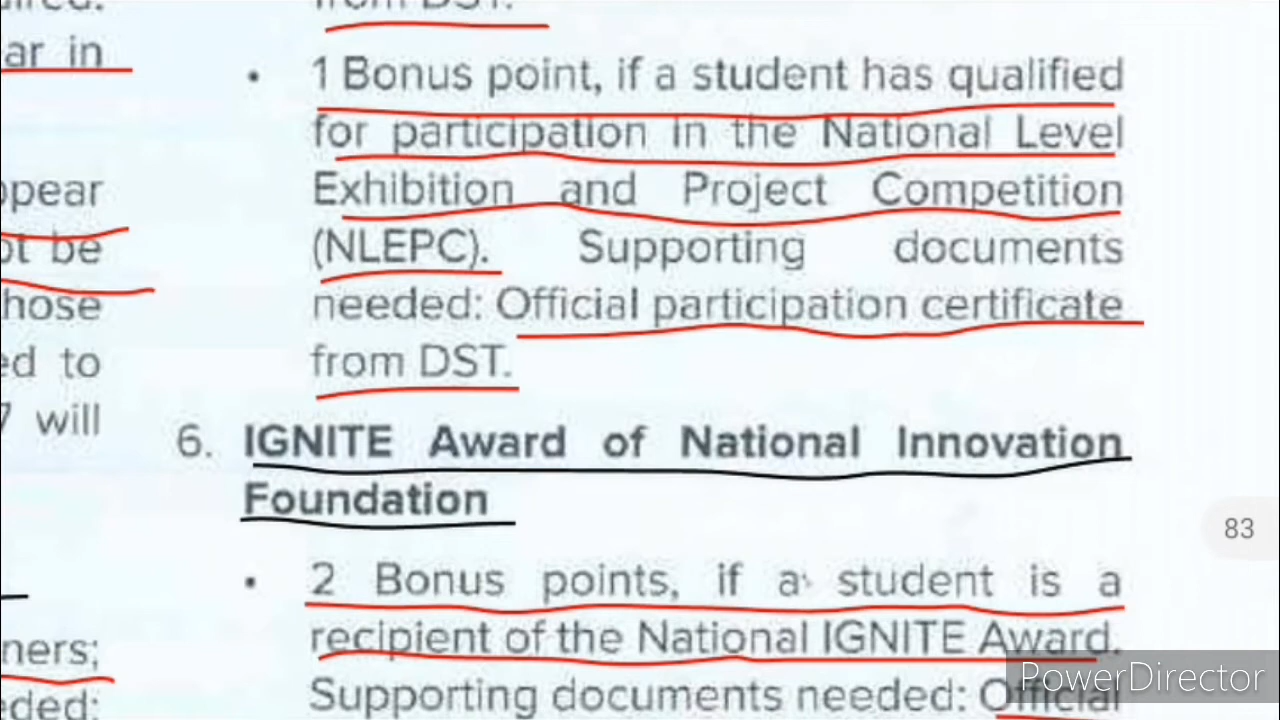 ar in
ppear
ot be
hose
ed to
will
ners;
eded:
from DST.
• 1 Bonus point, if a student has qualified
for participation in the National Level
Exhibition and Project Competition
(NLEPC). Supporting documents
needed: Official participation certificate
from DST.
6. IGNITE Award of National Innovation
Foundation
• 2 Bonus points, if a student is a
recipient of the National IGNITE Award.
Supporting documents needed: Official
83
PowerDirector